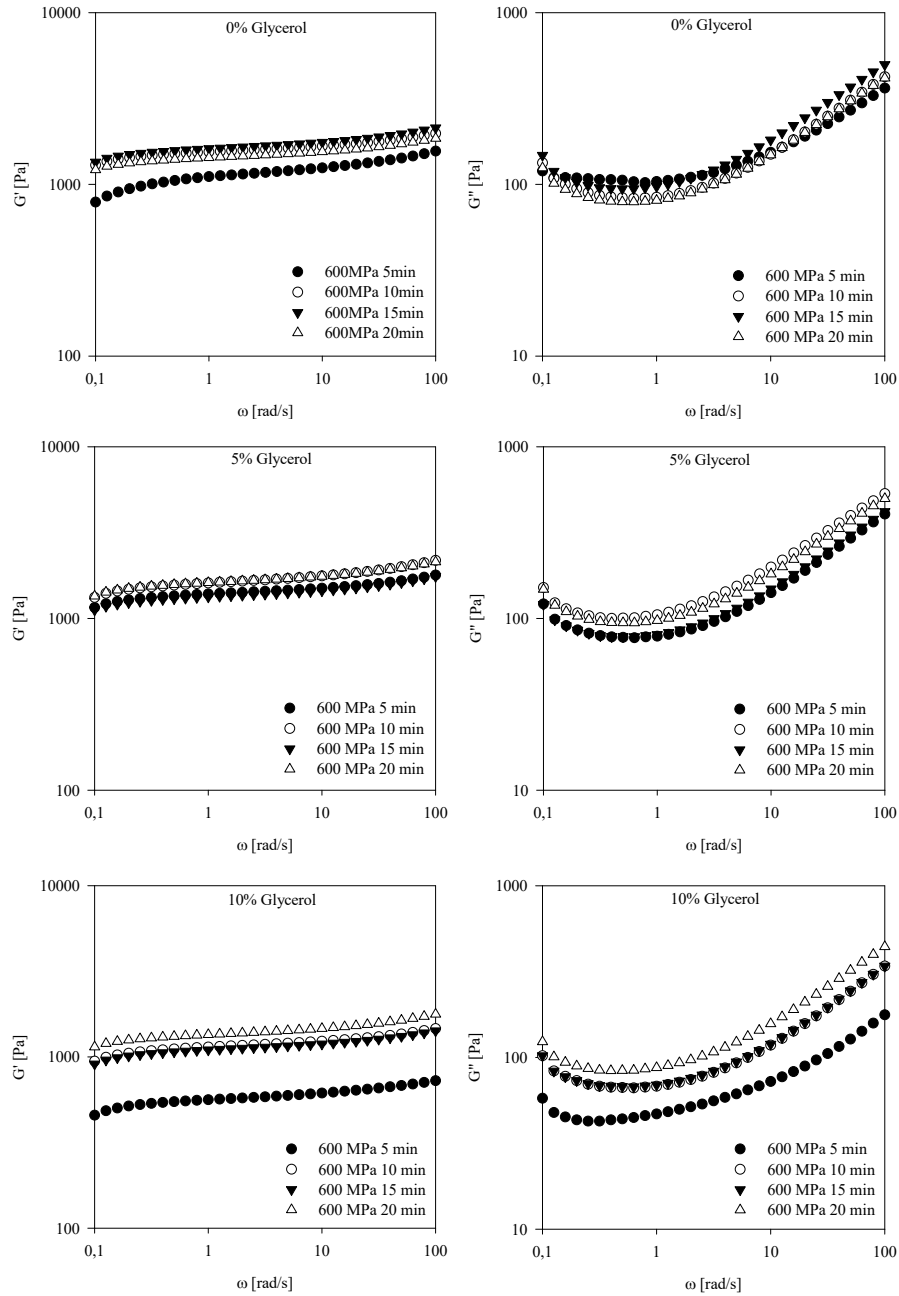 0% Glycerol
10000
1000
100
G' [Pa]
600MPa 5min
600MPa 10min
600MPa 15min
600MPa 20min
0,1 1 10 100
ω [rad/s]
0% Glycerol
1000
100
10
G" [Pa]
600 MPa 5 min
600 MPa 10 min
600 MPa 15 min
600 MPa 20 min
0,1 1 10 100
ω [rad/s]
5% Glycerol
10000
1000
100
G' [Pa]
600 MPa 5 min
600 MPa 10 min
600 MPa 15 min
600 MPa 20 min
0,1 1 10 100
ω [rad/s]
5% Glycerol
1000
100
10
G" [Pa]
600 MPa 5 min
600 MPa 10 min
600 MPa 15 min
600 MPa 20 min
0,1 1 10 100
ω [rad/s]
10% Glycerol
10000
1000
100
G' [Pa]
600 MPa 5 min
600 MPa 10 min
600 MPa 15 min
600 MPa 20 min
0,1 1 10 100
ω [rad/s]
10% Glycerol
1000
100
10
G" [Pa]
600 MPa 5 min
600 MPa 10 min
600 MPa 15 min
600 MPa 20 min
0,1 1 10 100
ω [rad/s]